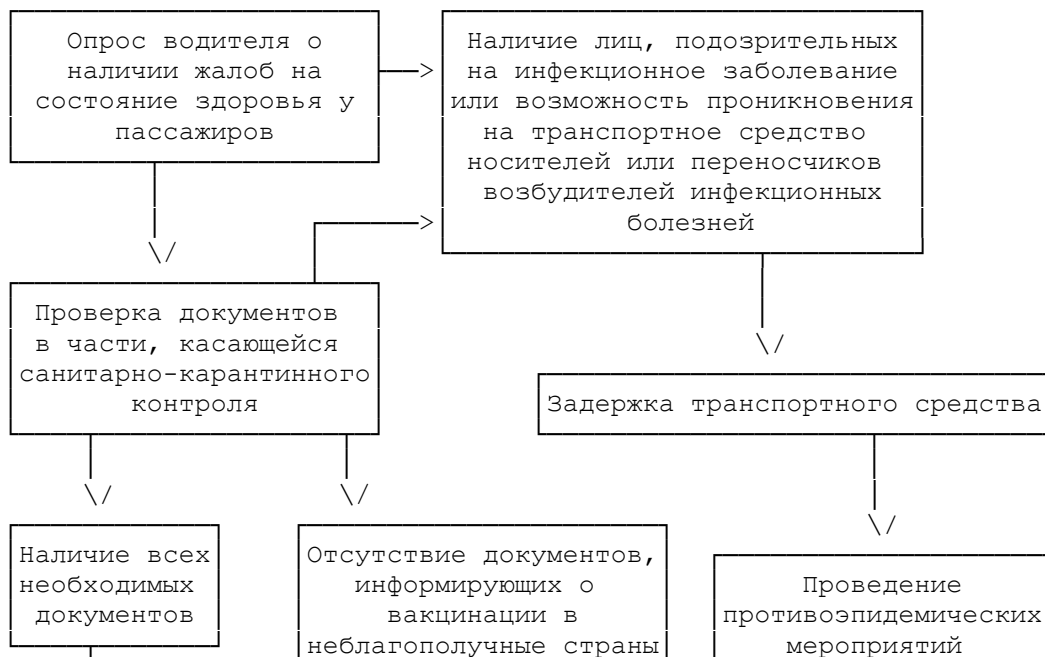 Опрос водителя о
наличии жалоб на
состояние здоровья у
пассажиров
Наличие лиц, подозрительных
на инфекционное заболевание
или возможность проникновения
на транспортное средство
носителей или переносчиков
возбудителей инфекционных
болезней
Проверка документов
в части, касающейся
санитарно-карантинного
контроля
Задержка транспортного средства
Наличие всех
необходимых
документов
Отсутствие документов,
информирующих о
вакцинации в
неблагополучные страны
Проведение
противоэпидемических
мероприятий